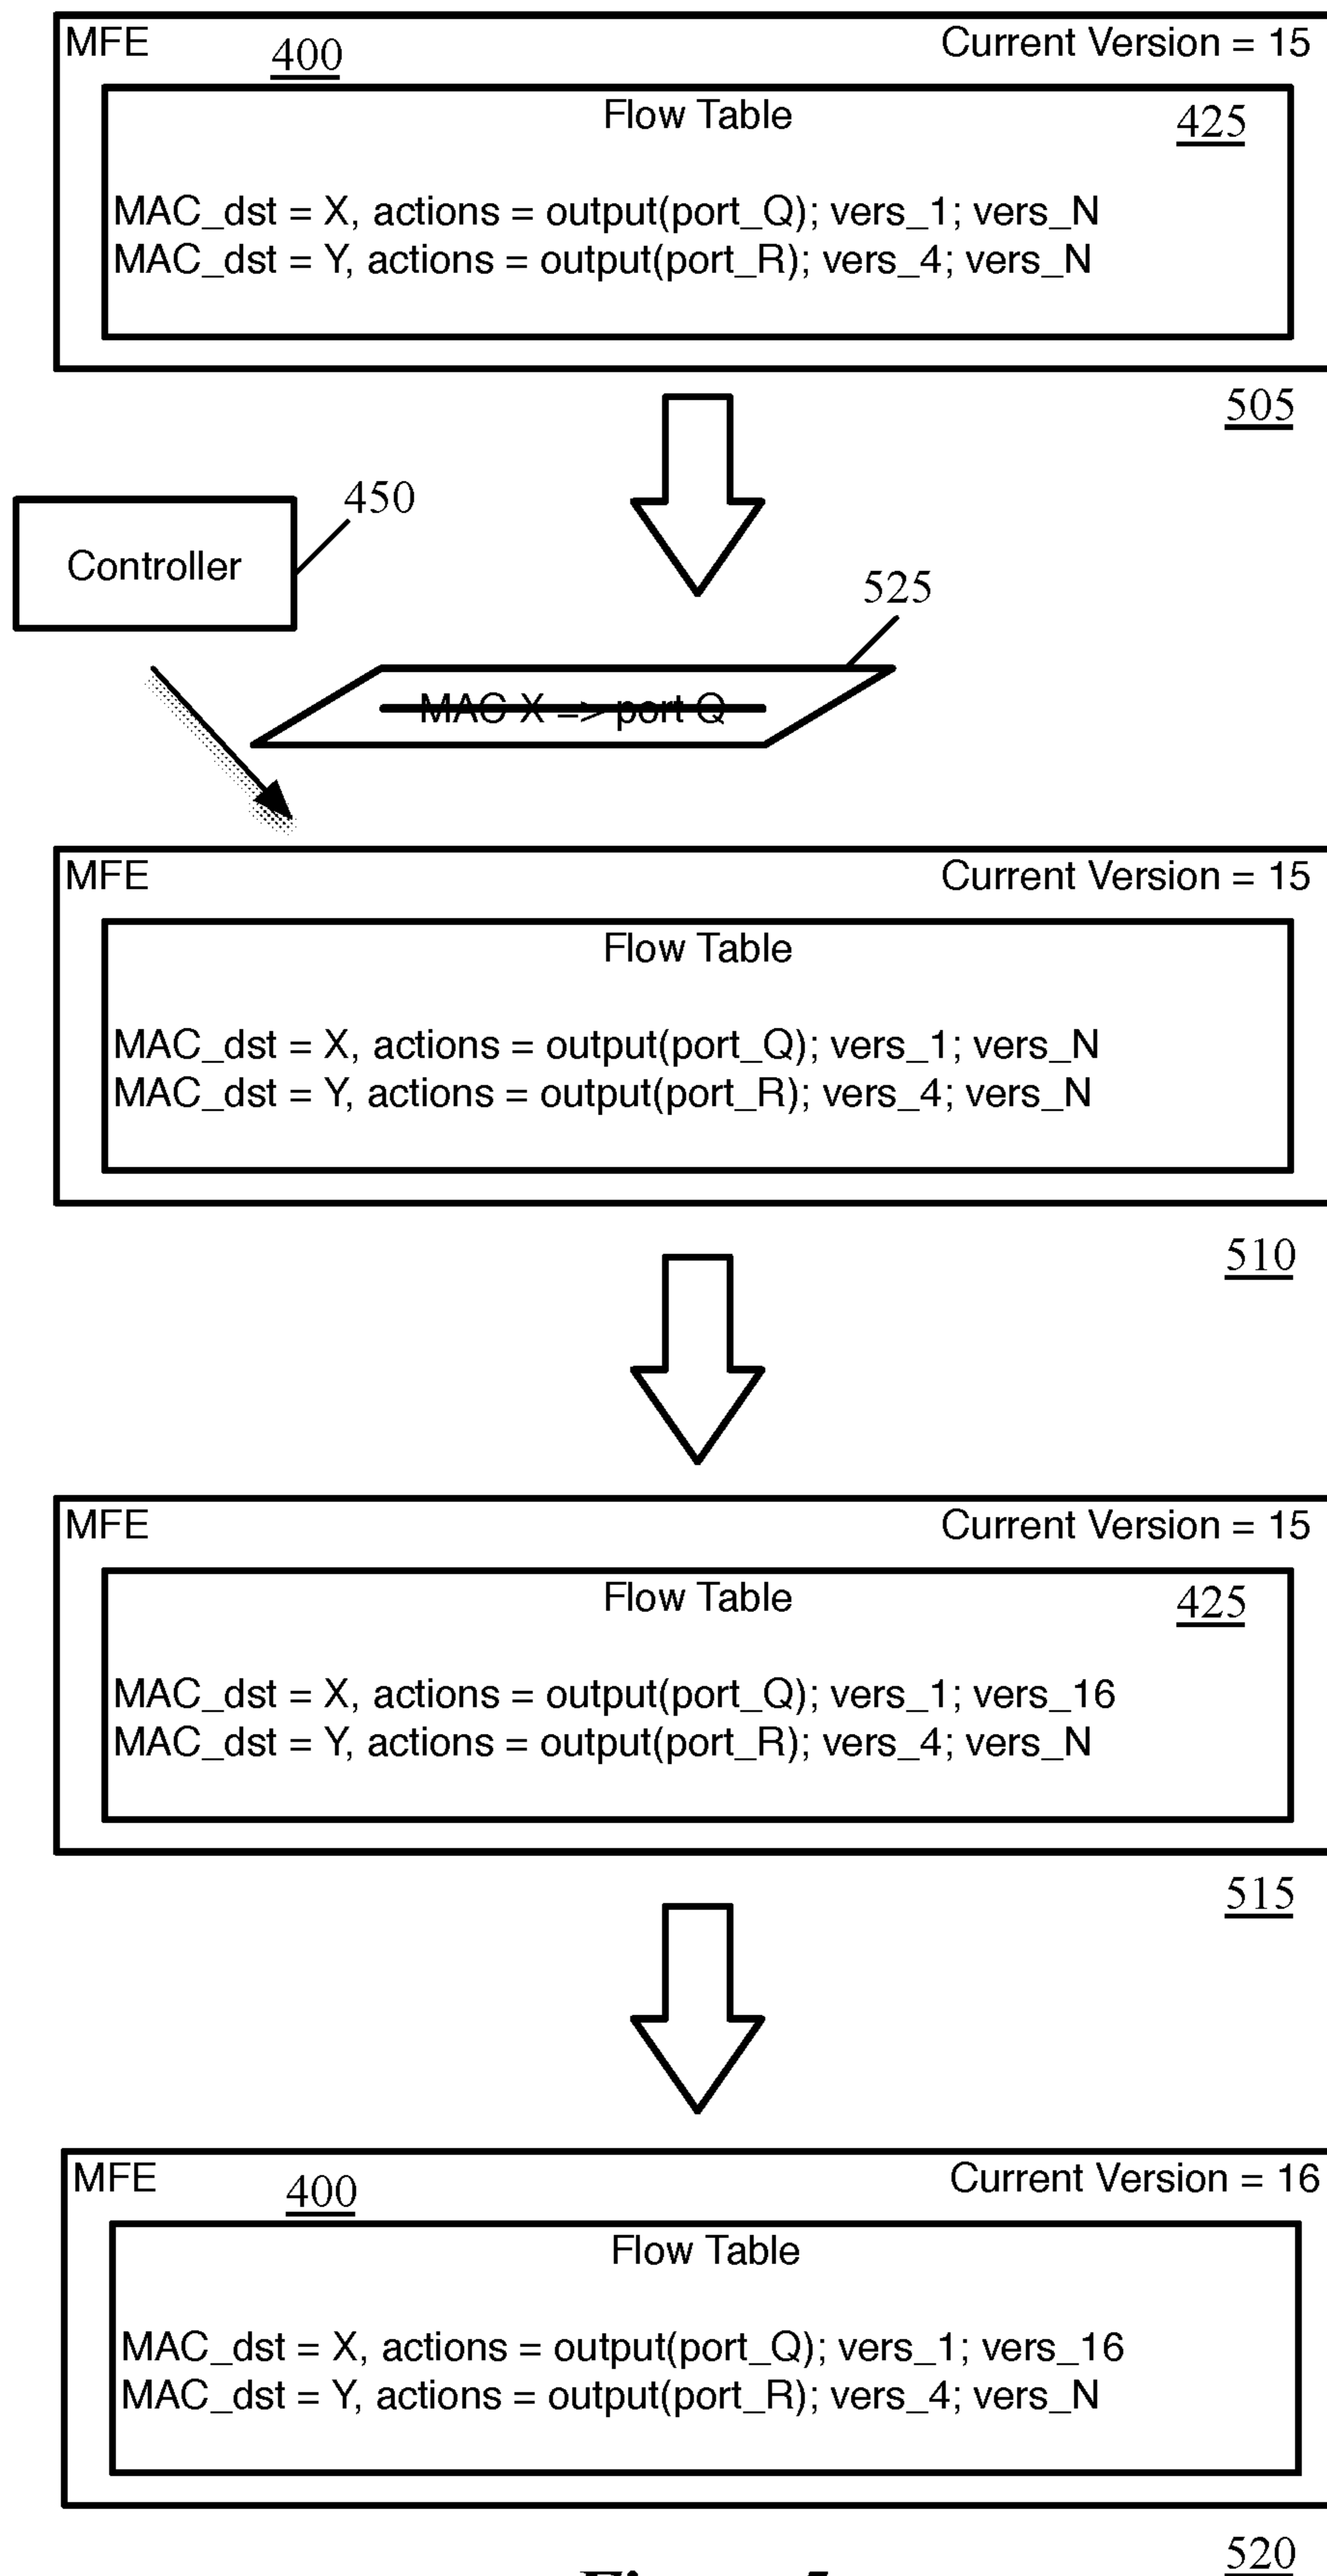 MFE 400 Current Version = 15
Flow Table 425
MAC_dst = X, actions = output(port_Q); vers_1; vers_N
MAC_dst = Y, actions = output(port_R); vers_4; vers_N
505
450
Controller
525
MAC X => port Q
MFE Current Version = 15
Flow Table
MAC_dst = X, actions = output(port_Q); vers_1; vers_N
MAC_dst = Y, actions = output(port_R); vers_4; vers_N
510
MFE Current Version = 15
Flow Table 425
MAC_dst = X, actions = output(port_Q); vers_1; vers_16
MAC_dst = Y, actions = output(port_R); vers_4; vers_N
515
MFE 400 Current Version = 16
Flow Table
MAC_dst = X, actions = output(port_Q); vers_1; vers_16
MAC_dst = Y, actions = output(port_R); vers_4; vers_N
520